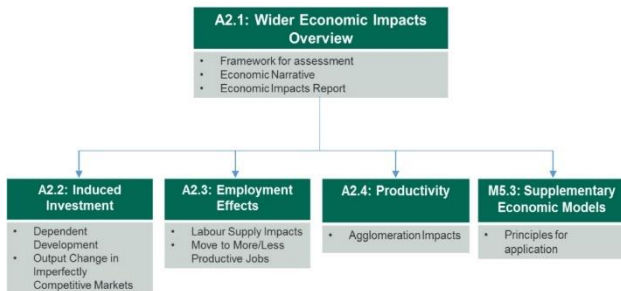 A2.1: Wider Economic Impacts
Overview
• Framework for assessment
• Economic Narrative
• Economic Impacts Report
A2.2: Induced
Investment
• Dependent
Development
• Output Change in
Imperfectly
Competitive Markets
A2.3: Employment
Effects
• Labour Supply Impacts
• Move to More/Less
Productive Jobs
A2.4: Productivity
• Agglomeration Impacts
M5.3: Supplementary
Economic Models
• Principles for
application